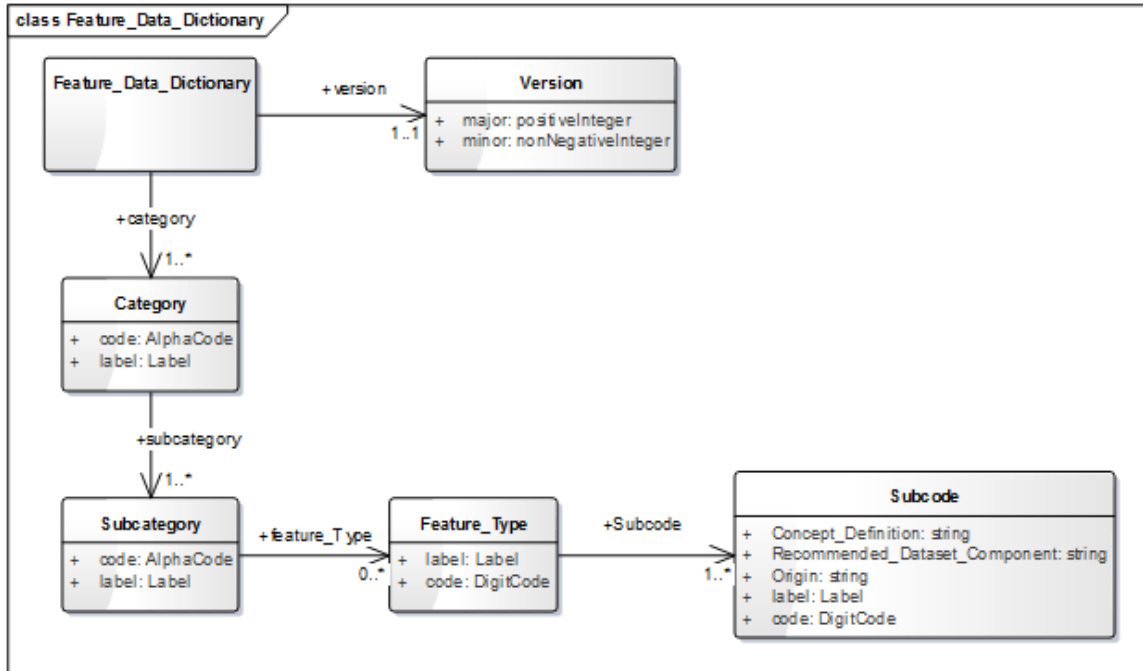 class Feature_Data_Dictionary
Feature_Data_Dictionary
+version
1..1
Version
+ major: positiveInteger
+ minor: nonNegativeInteger
+category
1..*
Category
+ code: AlphaCode
+ label: Label
+subcategory
1..*
Subcategory
+ code: AlphaCode
+ label: Label
+feature_Type
0..*
Feature_Type
+ label: Label
+ code: DigitCode
+Subcode
1..*
Subcode
+ Concept_Definition: string
+ Recommended_Dataset_Component: string
+ Origin: string
+ label: Label
+ code: DigitCode